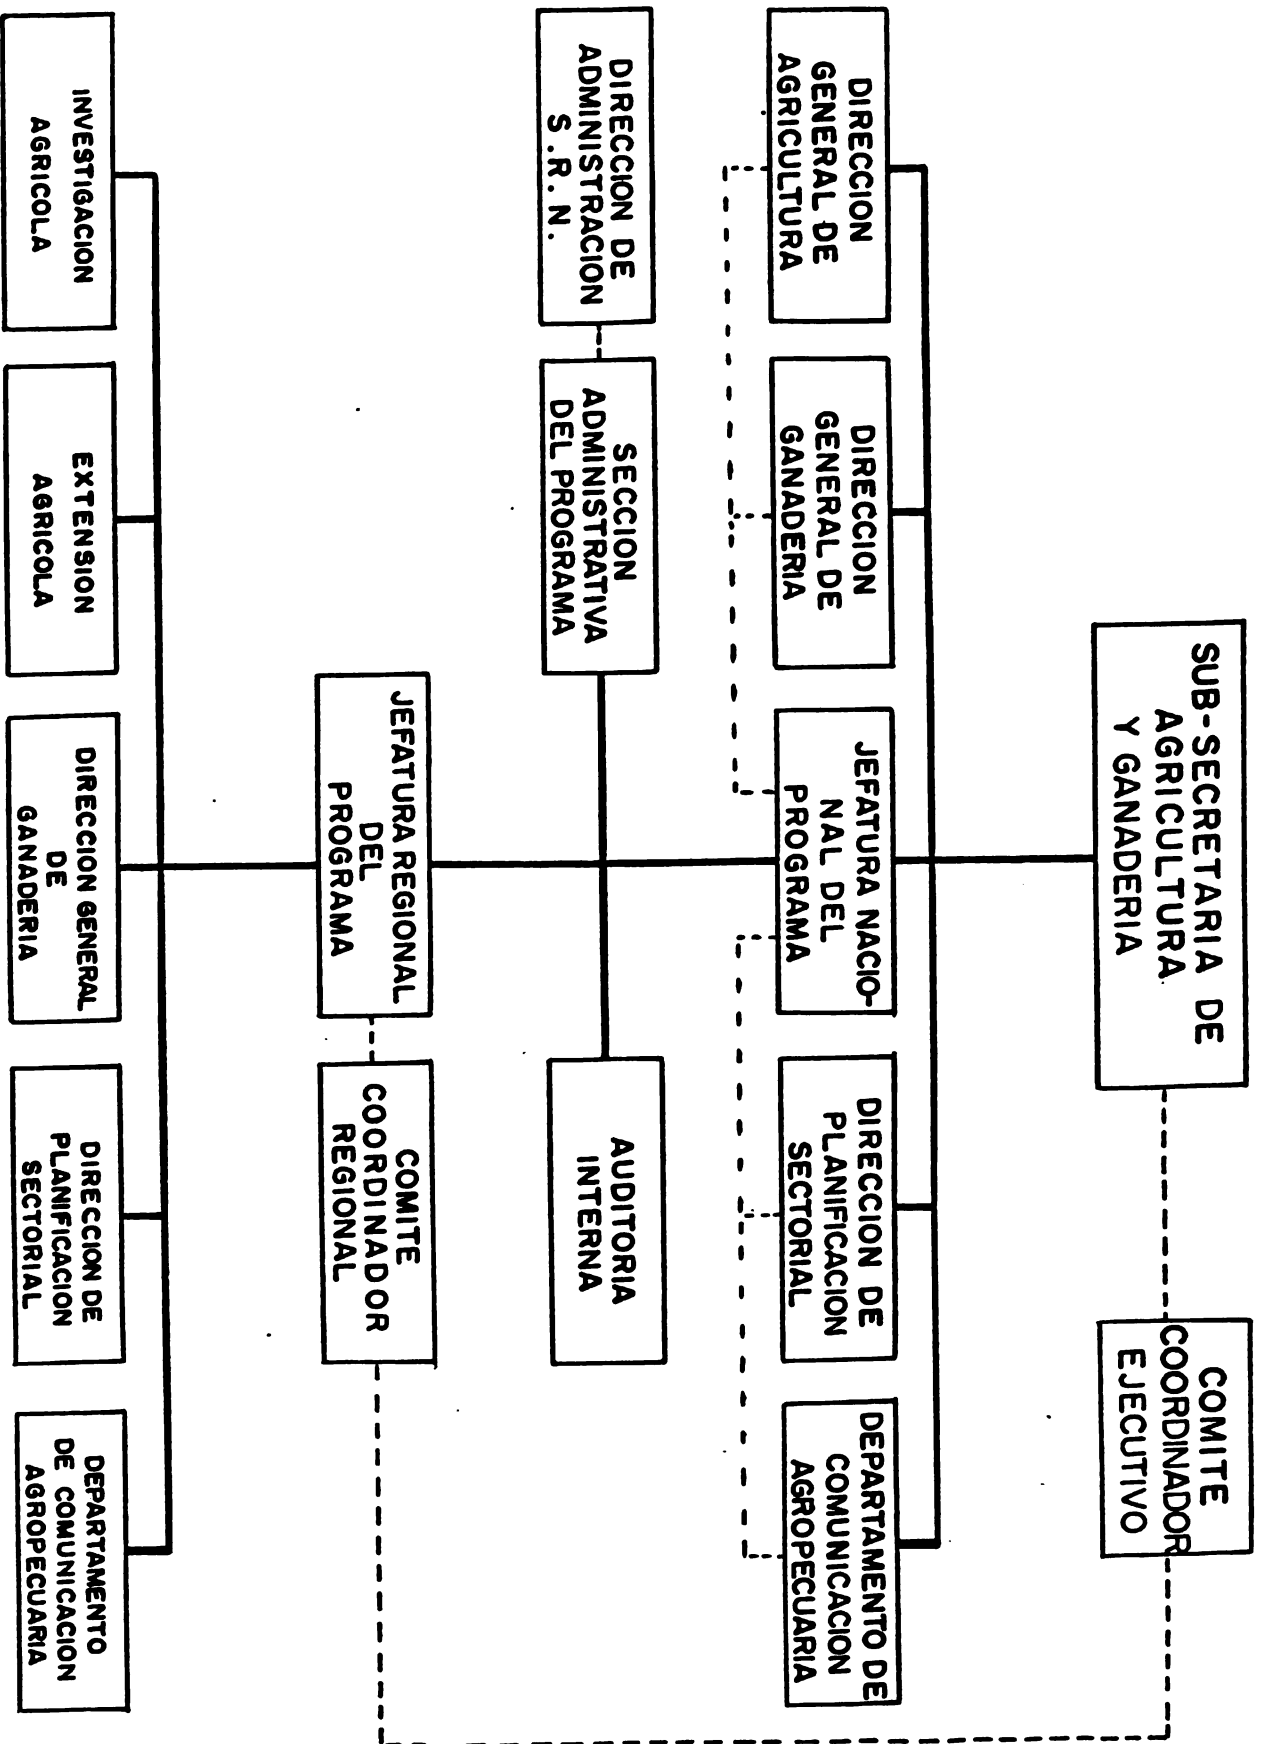 SUB-SECRETARIA DE
AGRICULTURA
Y GANADERIA
COMITE
COORDINADOR
EJECUTIVO
DIRECCION
GENERAL DE
AGRICULTURA
DIRECCION
GENERAL DE
GANADERIA
JEFATURA NACIO-
NAL DEL
PROGRAMA
DIRECCION DE
PLANIFICACION
SECTORIAL
DEPARTAMENTO DE
COMUNICACION
AGROPECUARIA
DIRECCION DE
ADMINISTRACION
S.R.N.
SECCION
ADMINISTRATIVA
DEL PROGRAMA
AUDITORIA
INTERNA
JEFATURA REGIONAL
DEL
PROGRAMA
COMITE
COORDINADOR
REGIONAL
INVESTIGACION
AGRICOLA
EXTENSION
AGRICOLA
DIRECCION GENERAL
DE
GANADERIA
DIRECCION DE
PLANIFICACION
SECTORIAL
DEPARTAMENTO
DE COMUNICACION
AGROPECUARIA